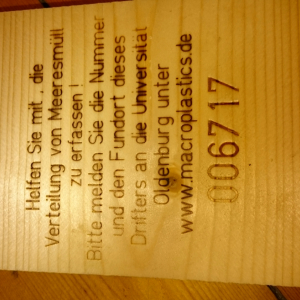 Helfen Sie mit , die
Verteilung von Meeresmüll
zu erfassen !
Bitte melden Sie die Nummer
und den Fundort dieses
Drifters an die Universität
Oldenburg unter
www.macroplastics.de
006717